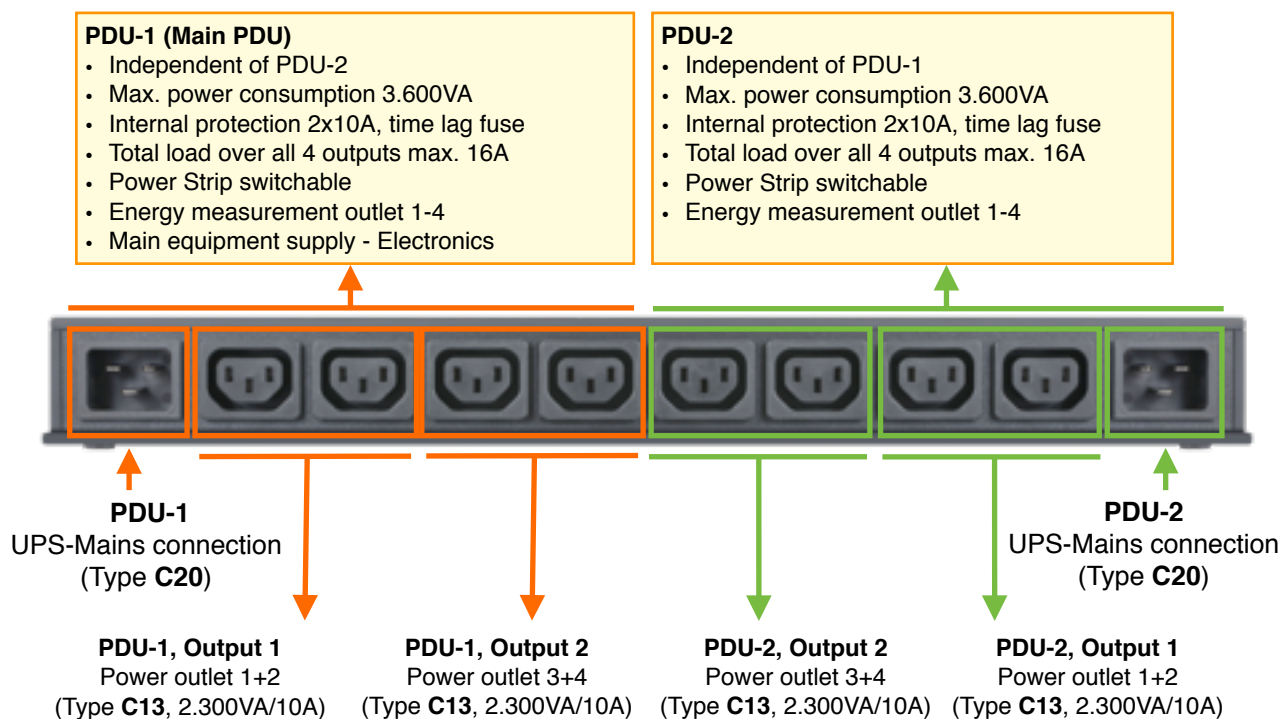 PDU-1 (Main PDU)
• Independent of PDU-2
• Max. power consumption 3.600VA
• Internal protection 2x10A, time lag fuse
• Total load over all 4 outputs max. 16A
• Power Strip switchable
• Energy measurement outlet 1-4
• Main equipment supply - Electronics
PDU-2
• Independent of PDU-1
• Max. power consumption 3.600VA
• Internal protection 2x10A, time lag fuse
• Total load over all 4 outputs max. 16A
• Power Strip switchable
• Energy measurement outlet 1-4
PDU-1
UPS-Mains connection
(Type C20)
PDU-2
UPS-Mains connection
(Type C20)
PDU-1, Output 1
Power outlet 1+2
(Type C13, 2.300VA/10A)
PDU-1, Output 2
Power outlet 3+4
(Type C13, 2.300VA/10A)
PDU-2, Output 2
Power outlet 3+4
(Type C13, 2.300VA/10A)
PDU-2, Output 1
Power outlet 1+2
(Type C13, 2.300VA/10A)